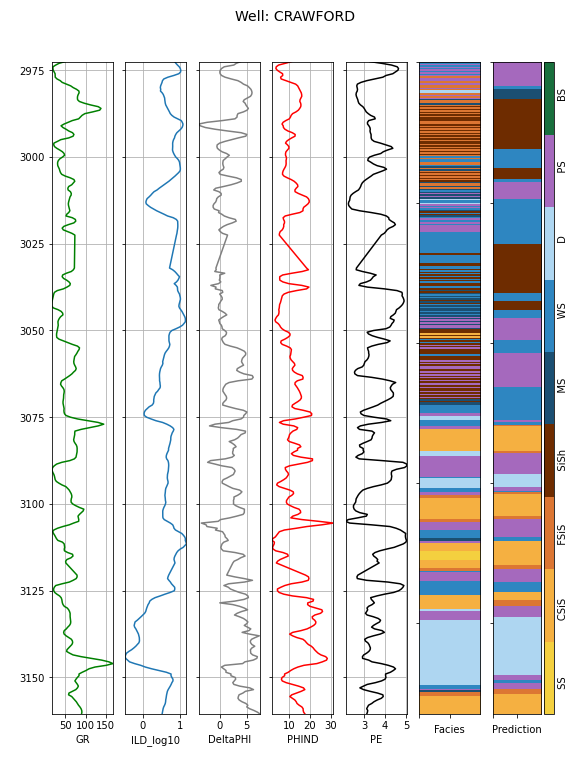 Well: CRAWFORD
2975
3000
3025
3050
3075
3100
3125
3150
50 100 150
0 1
0 5
10 20 30
3 4 5
GR
ILD_log10
DeltaPHI
PHIND
PE
Facies
Prediction
BS
PS
D
WS
MS
SiSh
FSiS
CSiS
SS